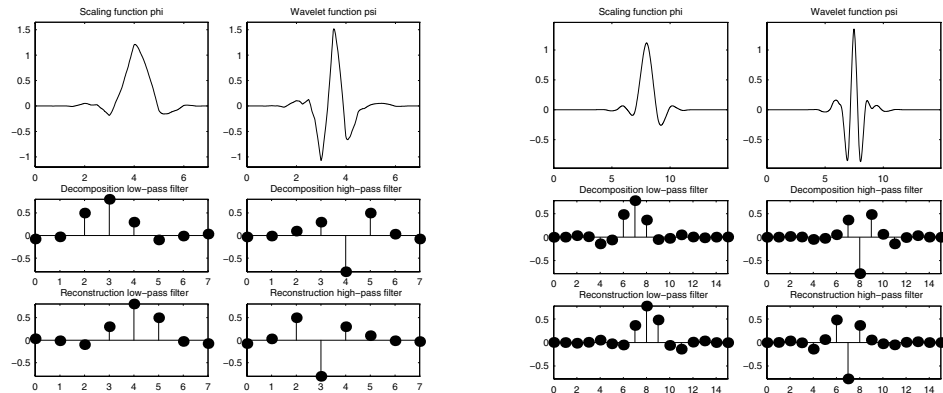 Scaling function phi
1.5
1
0.5
0
−0.5
−1
0 2 4 6
Wavelet function psi
1.5
1
0.5
0
−0.5
−1
0 2 4 6
Decomposition low−pass filter
0.5
0
−0.5
0 1 2 3 4 5 6 7
Decomposition high−pass filter
0.5
0
−0.5
0 1 2 3 4 5 6 7
Reconstruction low−pass filter
0.5
0
−0.5
0 1 2 3 4 5 6 7
Reconstruction high−pass filter
0.5
0
−0.5
0 1 2 3 4 5 6 7
Scaling function phi
1
0.5
0
−0.5
0 5 10
Wavelet function psi
1
0.5
0
−0.5
0 5 10
Decomposition low−pass filter
0.5
0
−0.5
0 2 4 6 8 10 12 14
Decomposition high−pass filter
0.5
0
−0.5
0 2 4 6 8 10 12 14
Reconstruction low−pass filter
0.5
0
−0.5
0 2 4 6 8 10 12 14
Reconstruction high−pass filter
0.5
0
−0.5
0 2 4 6 8 10 12 14